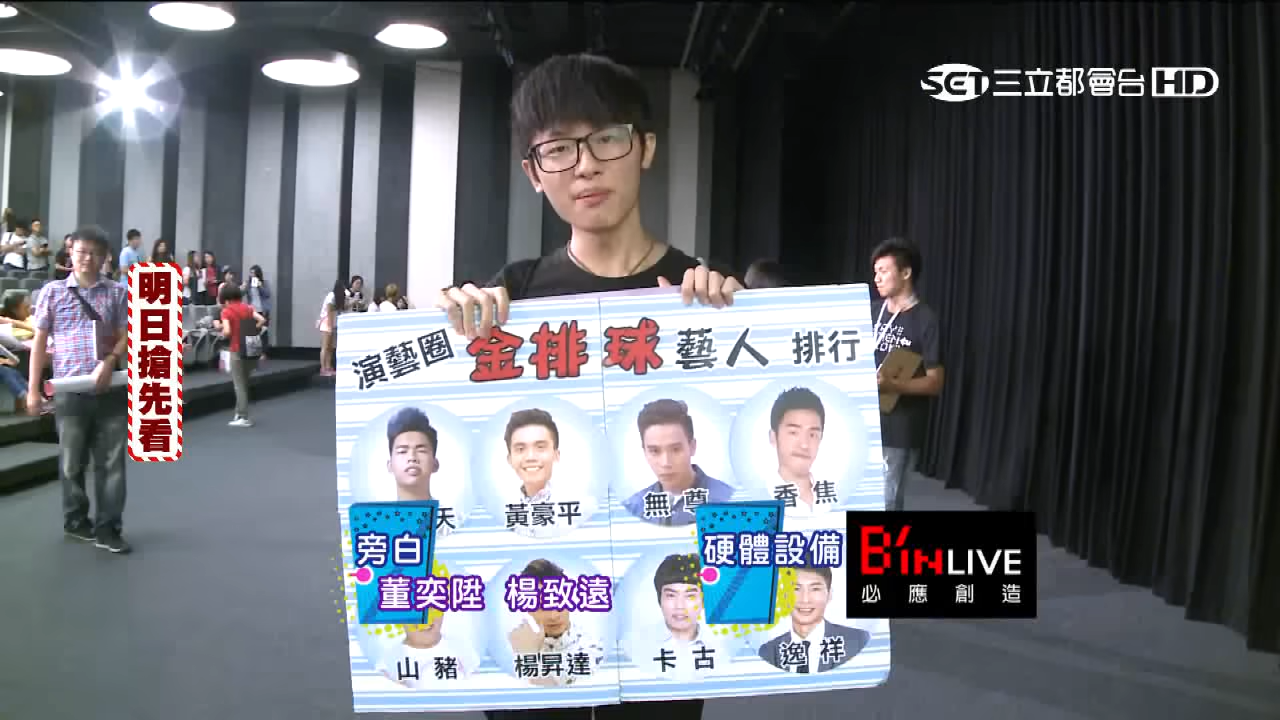 SET三立都會台HD
明日搶先看
演藝圈 金排球 藝人 排行
天 黃豪平 無尊 香焦
旁白
董奕陞 楊致遠
硬體設備
B'IN LIVE
必應創造
山豬 楊昇達 卡古 逸祥